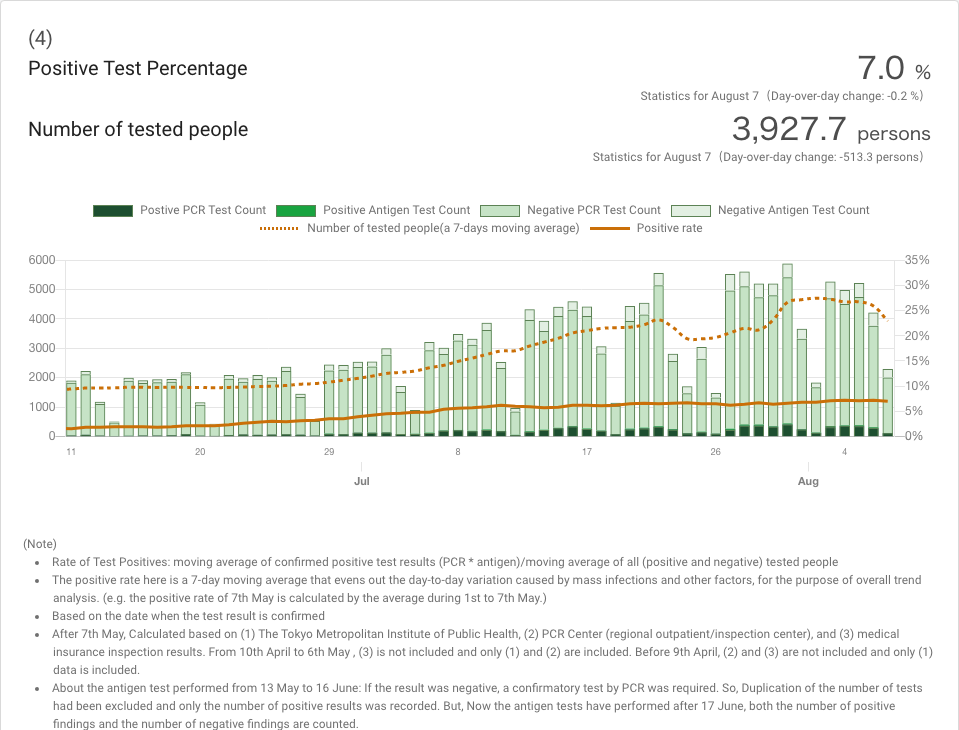 (4)
Positive Test Percentage
7.0 %
Statistics for August 7（Day-over-day change: -0.2 %）
Number of tested people
3,927.7 persons
Statistics for August 7（Day-over-day change: -513.3 persons）
Postive PCR Test Count Positive Antigen Test Count Negative PCR Test Count Negative Antigen Test Count
Number of tested people(a 7-days moving average) Positive rate
6000 35%
5000 30%
4000 25%
3000 20%
2000 15%
1000 10%
0 5%
0%
11 20 29 8 17 26 4
Jul Aug
(Note)
• Rate of Test Positives: moving average of confirmed positive test results (PCR * antigen)/moving average of all (positive and negative) tested people
• The positive rate here is a 7-day moving average that evens out the day-to-day variation caused by mass infections and other factors, for the purpose of overall trend
analysis. (e.g. the positive rate of 7th May is calculated by the average during 1st to 7th May.)
• Based on the date when the test result is confirmed
• After 7th May, Calculated based on (1) The Tokyo Metropolitan Institute of Public Health, (2) PCR Center (regional outpatient/inspection center), and (3) medical
insurance inspection results. From 10th April to 6th May , (3) is not included and only (1) and (2) are included. Before 9th April, (2) and (3) are not included and only (1)
data is included.
• About the antigen test performed from 13 May to 16 June: If the result was negative, a confirmatory test by PCR was required. So, Duplication of the number of tests
had been excluded and only the number of positive results was recorded. But, Now the antigen tests have performed after 17 June, both the number of positive
findings and the number of negative findings are counted.